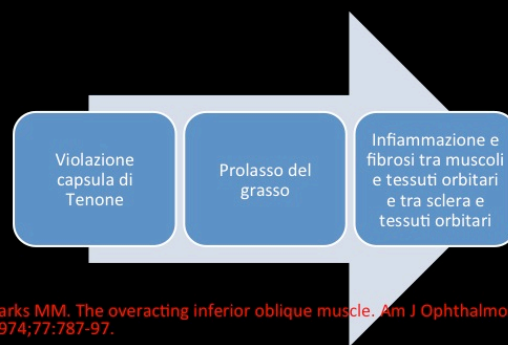 Violazione
capsula di
Tenone
Prolasso del
grasso
Infiammazione e
fibrosi tra muscoli
e tessuti orbitari
e tra sclera e
tessuti orbitari
arks MM. The overacting inferior oblique muscle. Am J Ophthalmo
974;77:787-97.